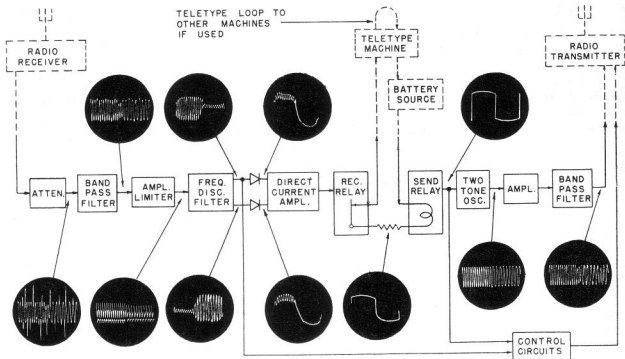 TELETYPE LOOP TO
OTHER MACHINES
IF USED
RADIO
RECEIVER
TELETYPE
MACHINE
BATTERY
SOURCE
RADIO
TRANSMITTER
ATTEN.
BAND
PASS
FILTER
AMPL.
LIMITER
FREQ.
DISC.
FILTER
DIRECT
CURRENT
AMPL.
REC.
RELAY
SEND
RELAY
TWO
TONE
OSC.
AMPL.
BAND
PASS
FILTER
CONTROL
CIRCUITS